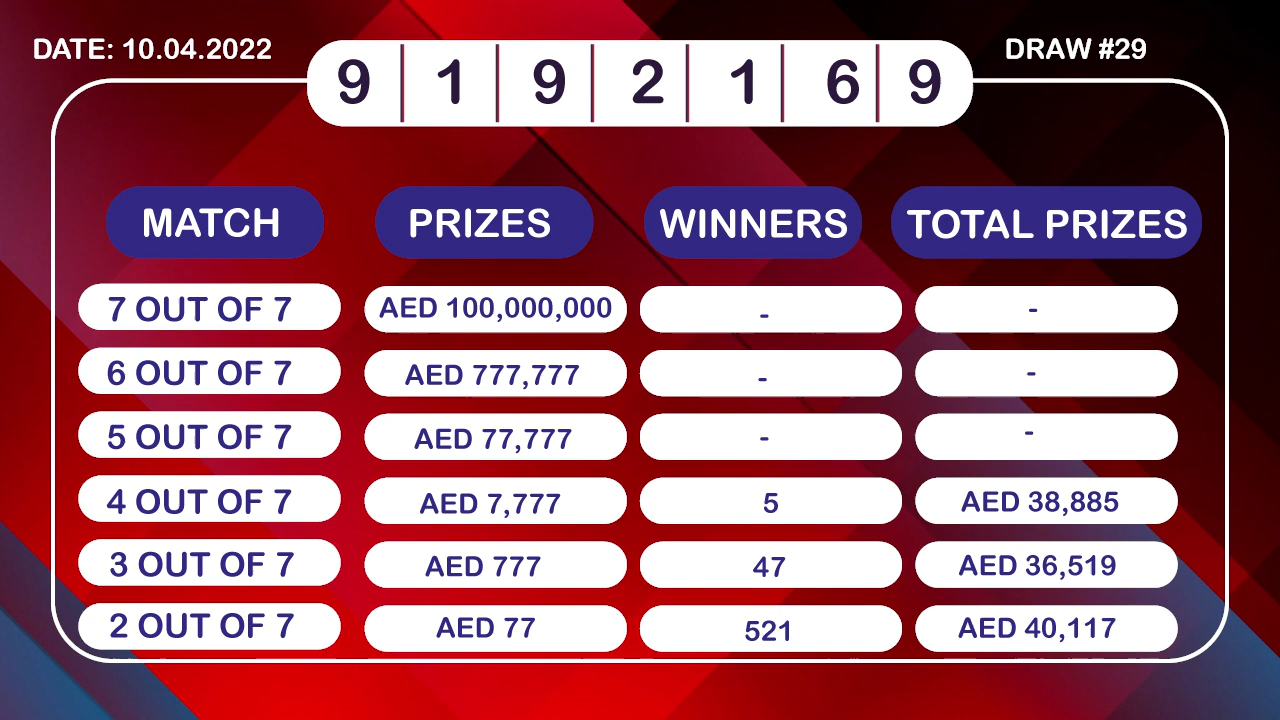 DATE: 10.04.2022
9 1 9 2 1 6 9
DRAW #29
MATCH PRIZES WINNERS TOTAL PRIZES
7 OUT OF 7 AED 100,000,000 - -
6 OUT OF 7 AED 777,777 - -
5 OUT OF 7 AED 77,777 - -
4 OUT OF 7 AED 7,777 5 AED 38,885
3 OUT OF 7 AED 777 47 AED 36,519
2 OUT OF 7 AED 77 521 AED 40,117